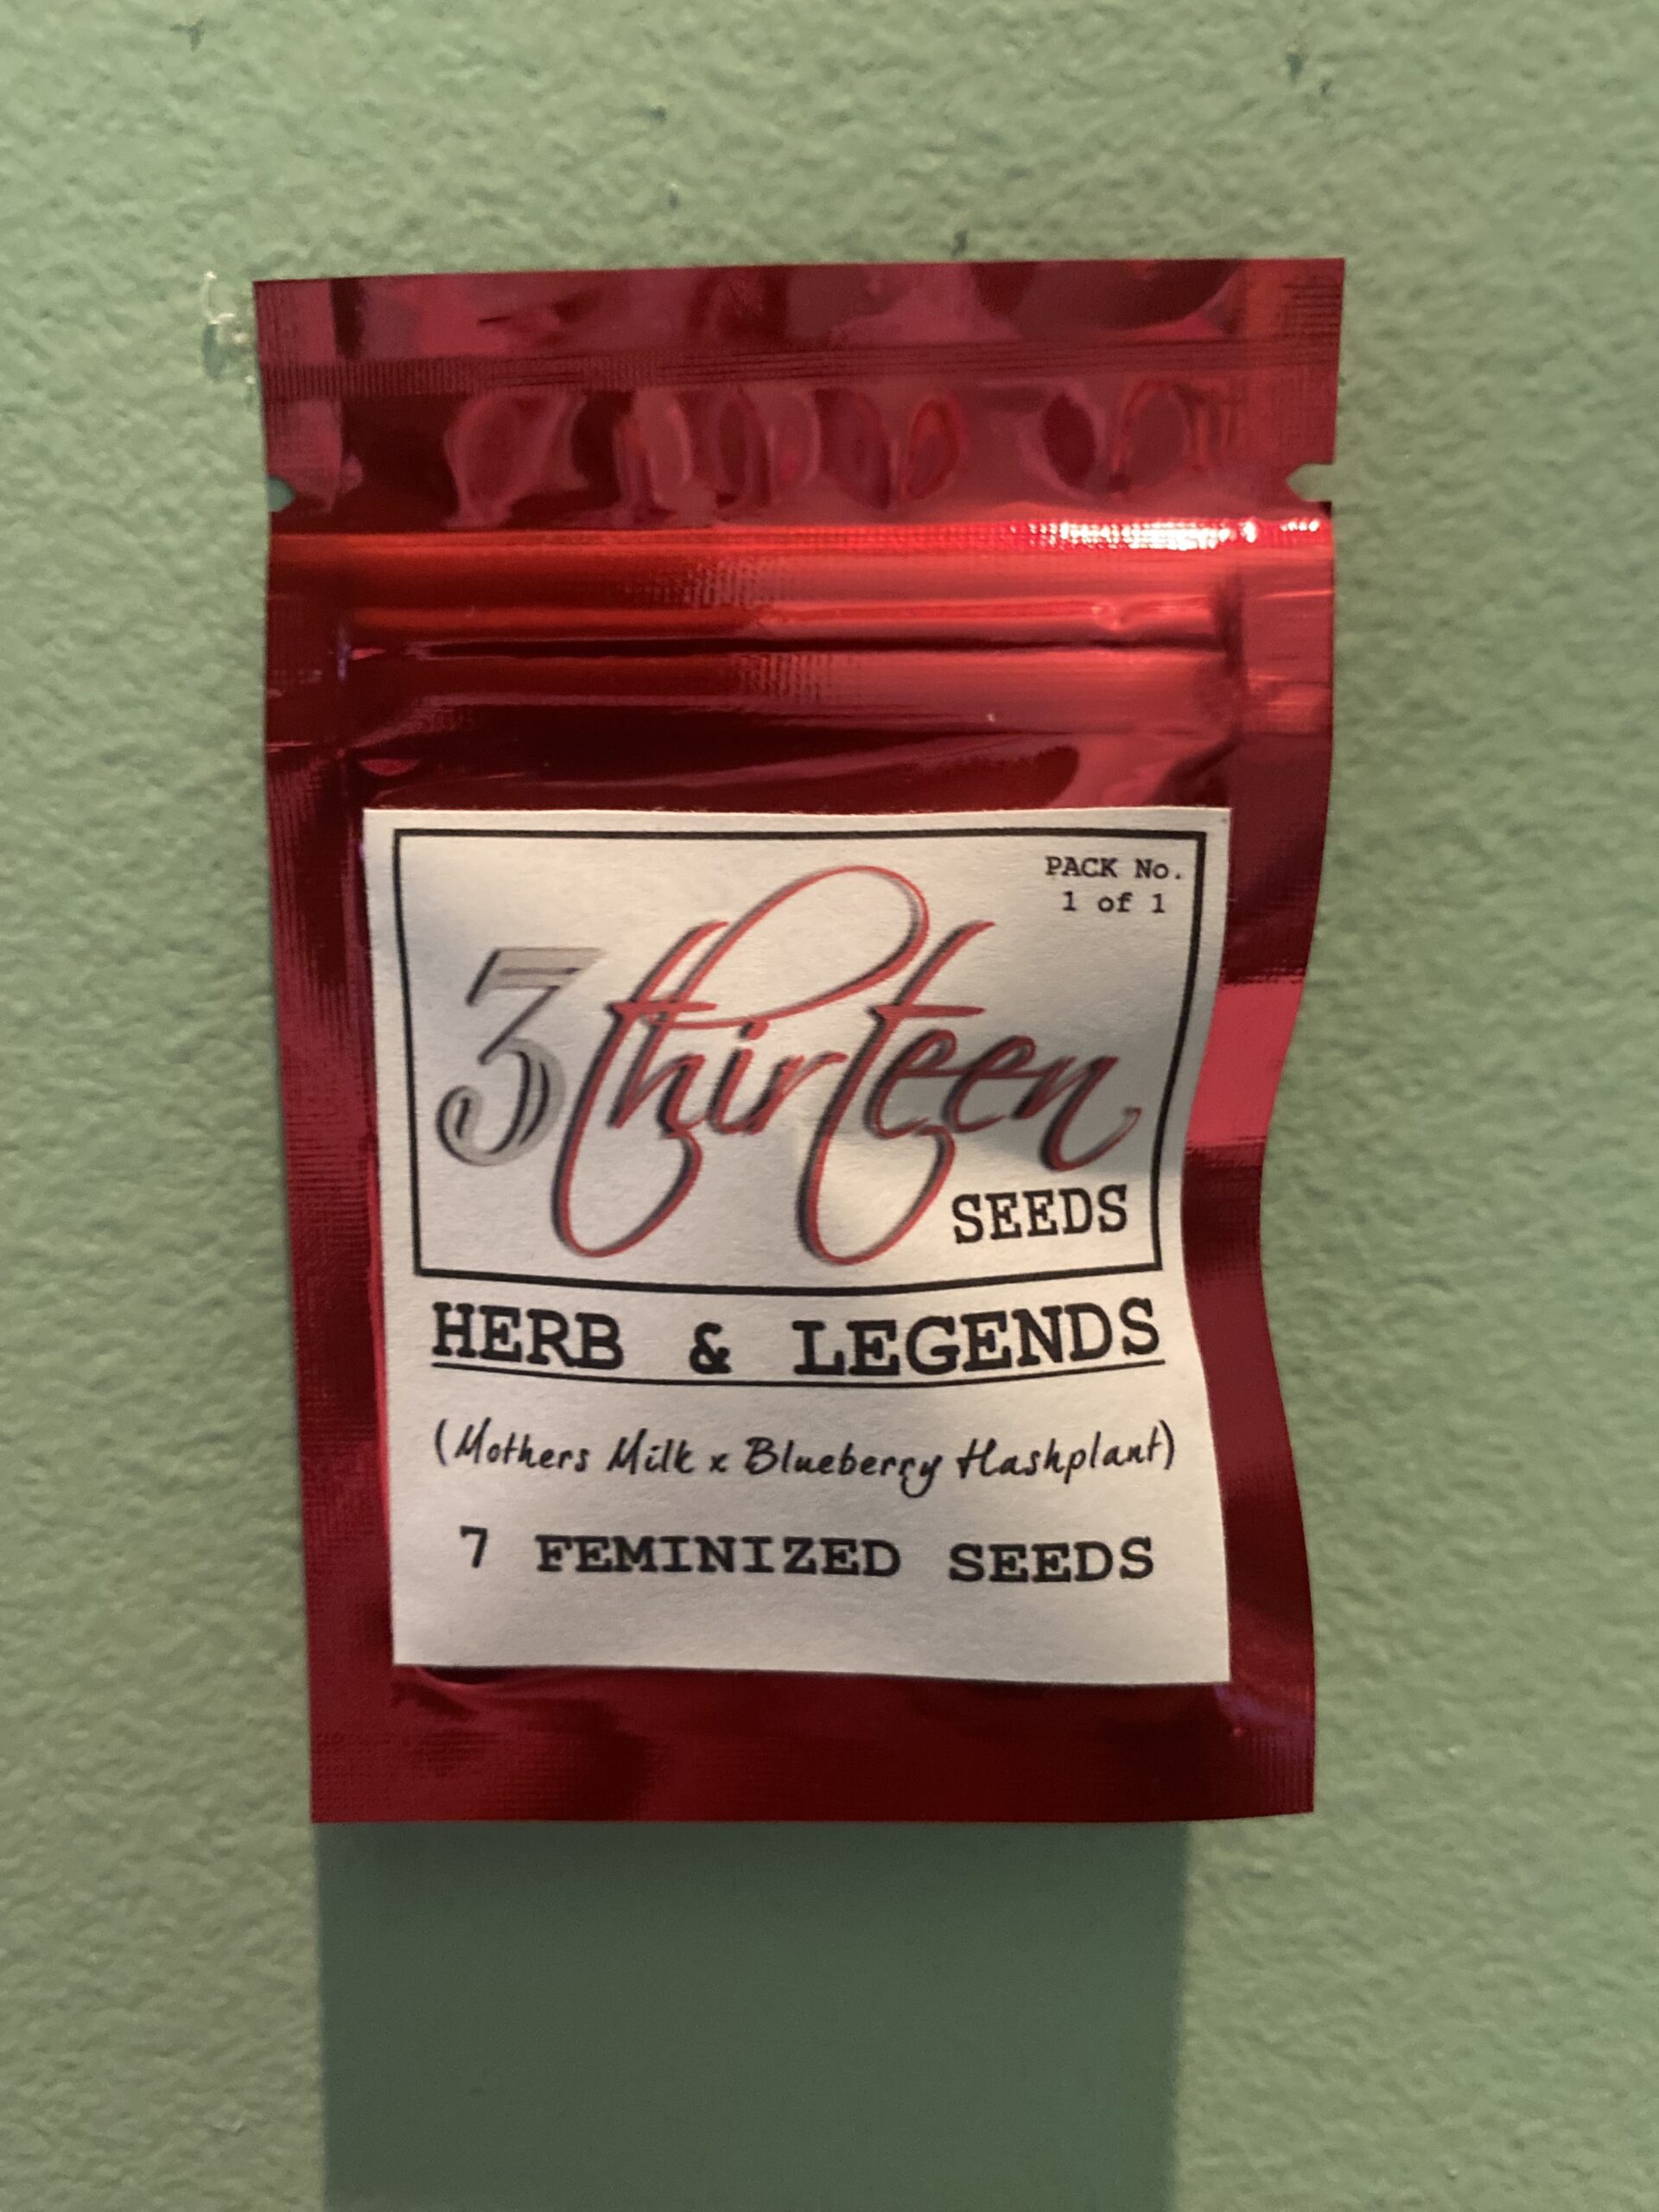 PACK No.
1 of 1
3thirteen
SEEDS
HERB & LEGENDS
(Mothers Milk x Blueberry Hashplant)
7 FEMINIZED SEEDS